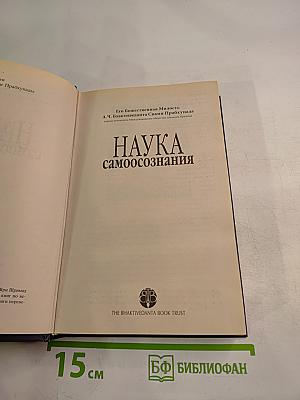 Его Божественная Милость
А.Ч. Бхактиведанта Свами Прабхупада
НАУКА
самоосознания
THE BHAKTIVEDANTA BOOK TRUST
15 см
БФ БИБЛИОФАН